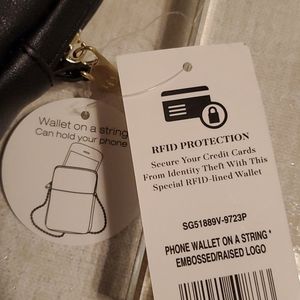 Wallet on a string
Can hold your phone
RFID PROTECTION
Secure Your Credit Cards
From Identity Theft With This
Special RFID-lined Wallet
SG51889V-9723P
PHONE WALLET ON A STRING *
EMBOSSED/RAISED LOGO